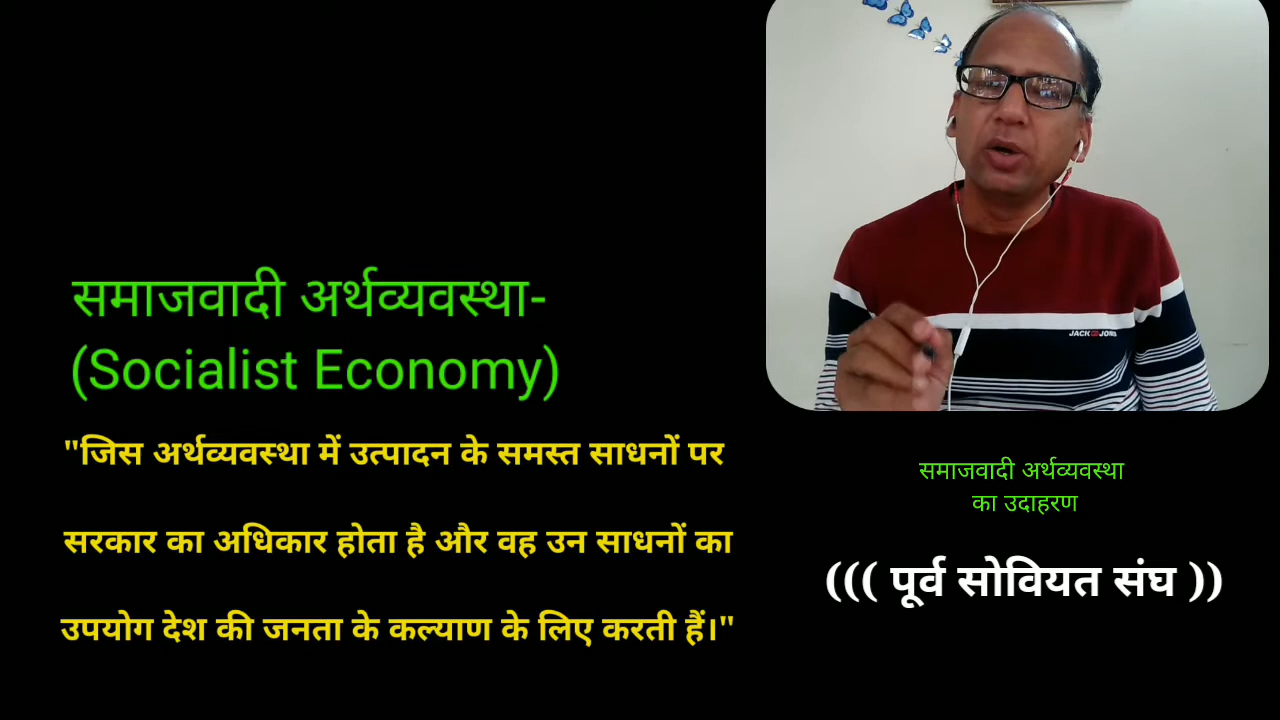 समाजवादी अर्थव्यवस्था-
(Socialist Economy)
"जिस अर्थव्यवस्था में उत्पादन के समस्त साधनों पर
सरकार का अधिकार होता है और वह उन साधनों का
उपयोग देश की जनता के कल्याण के लिए करती हैं।"
JACK JONES
समाजवादी अर्थव्यवस्था
का उदाहरण
((( पूर्व सोवियत संघ ))